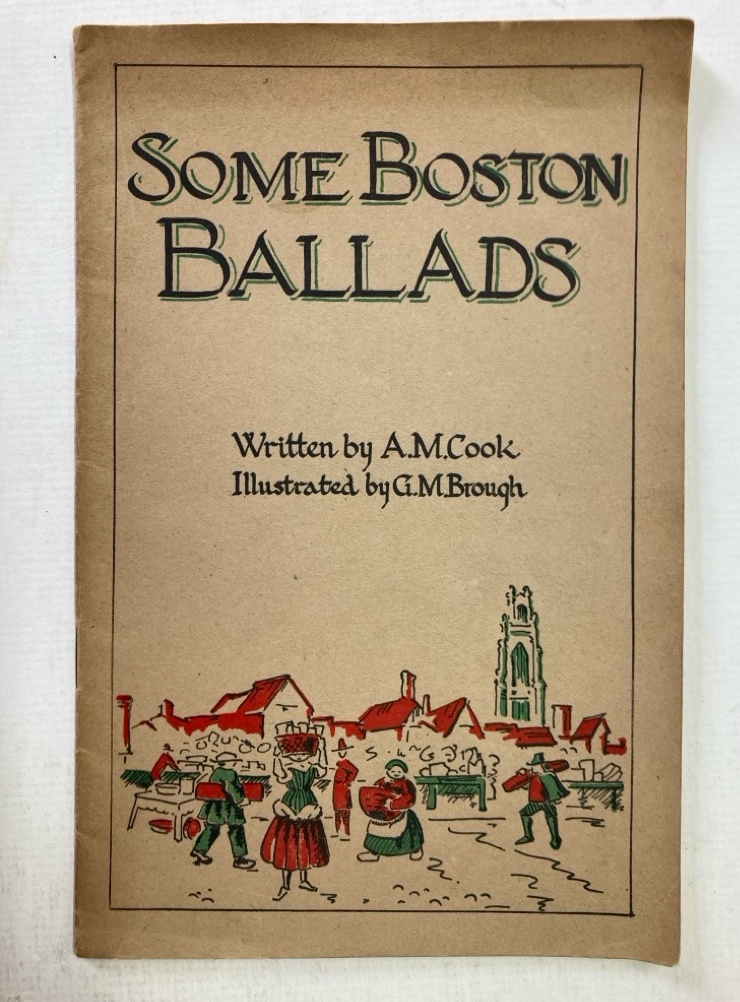 SOME BOSTON
BALLADS
Written by A.M.Cook
Illustrated by G.M.Brough